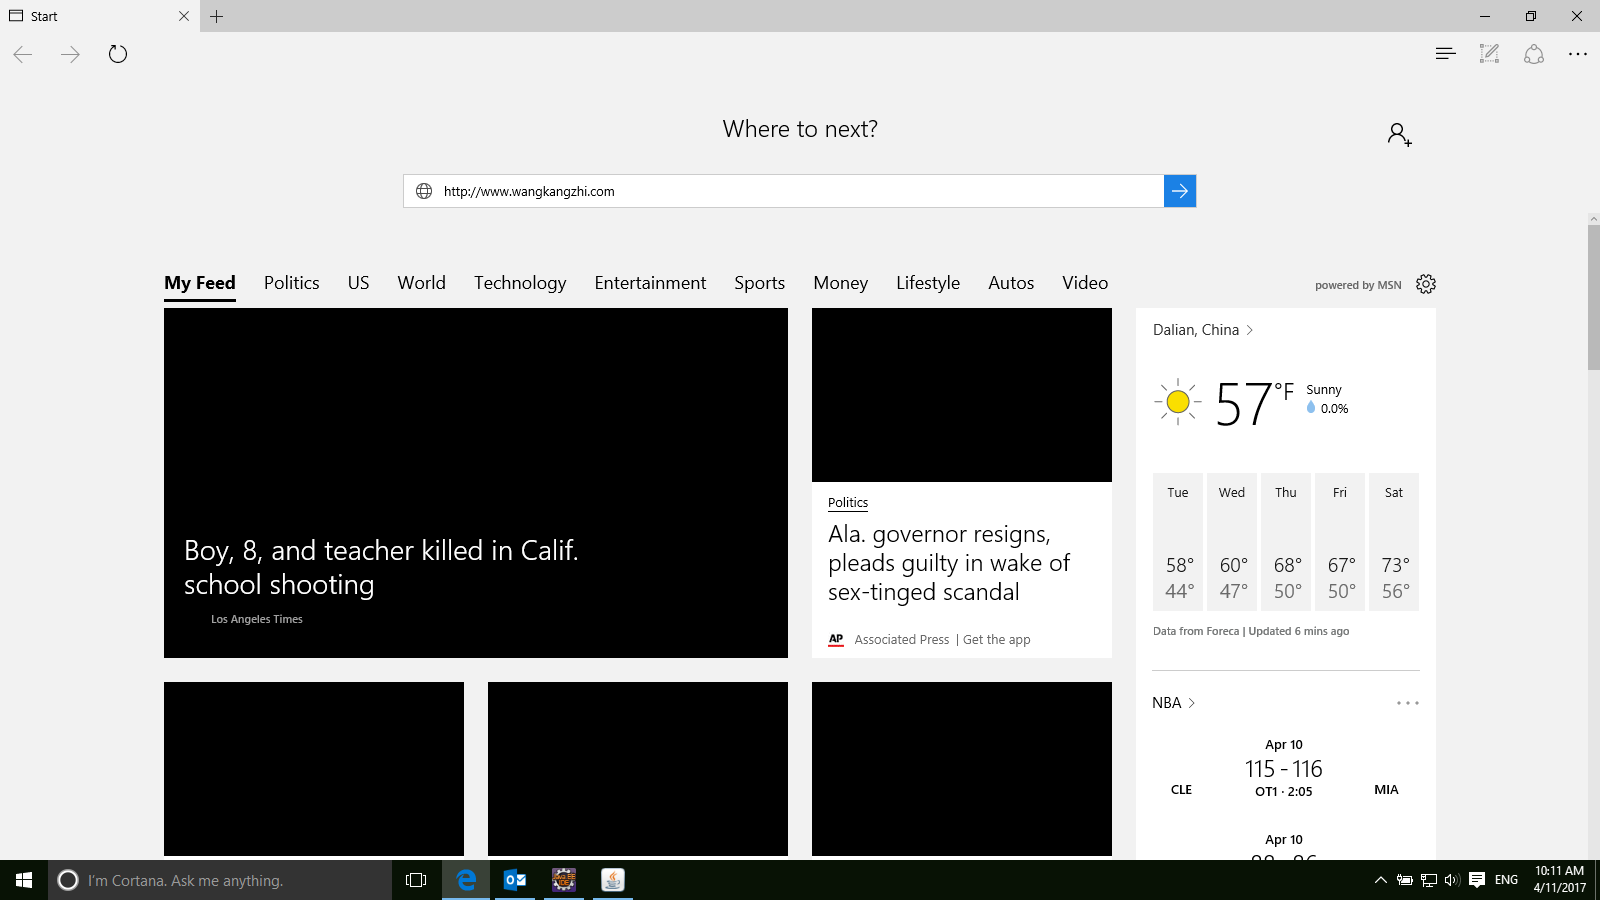 Start
Where to next?
http://www.wangkangzhi.com
My Feed Politics US World Technology Entertainment Sports Money Lifestyle Autos Video
powered by MSN
Boy, 8, and teacher killed in Calif.
school shooting
Los Angeles Times
Politics
Ala. governor resigns,
pleads guilty in wake of
sex-tinged scandal
AP Associated Press | Get the app
Dalian, China
57°F
Sunny
0.0%
Tue Wed Thu Fri Sat
58° 60° 68° 67° 73°
44° 47° 50° 50° 56°
Data from Foreca | Updated 6 mins ago
NBA
Apr 10
115 - 116
CLE OT1 · 2:05 MIA
Apr 10
I'm Cortana. Ask me anything.
ENG
10:11 AM
4/11/2017